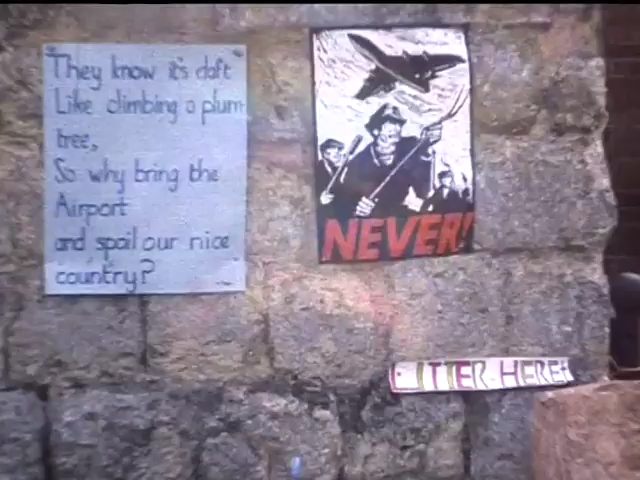 "They know it's daft
Like climbing a plum
tree,
So why bring the
Airport
and spoil our nice
country?
NEVER!
LITTER HERE!